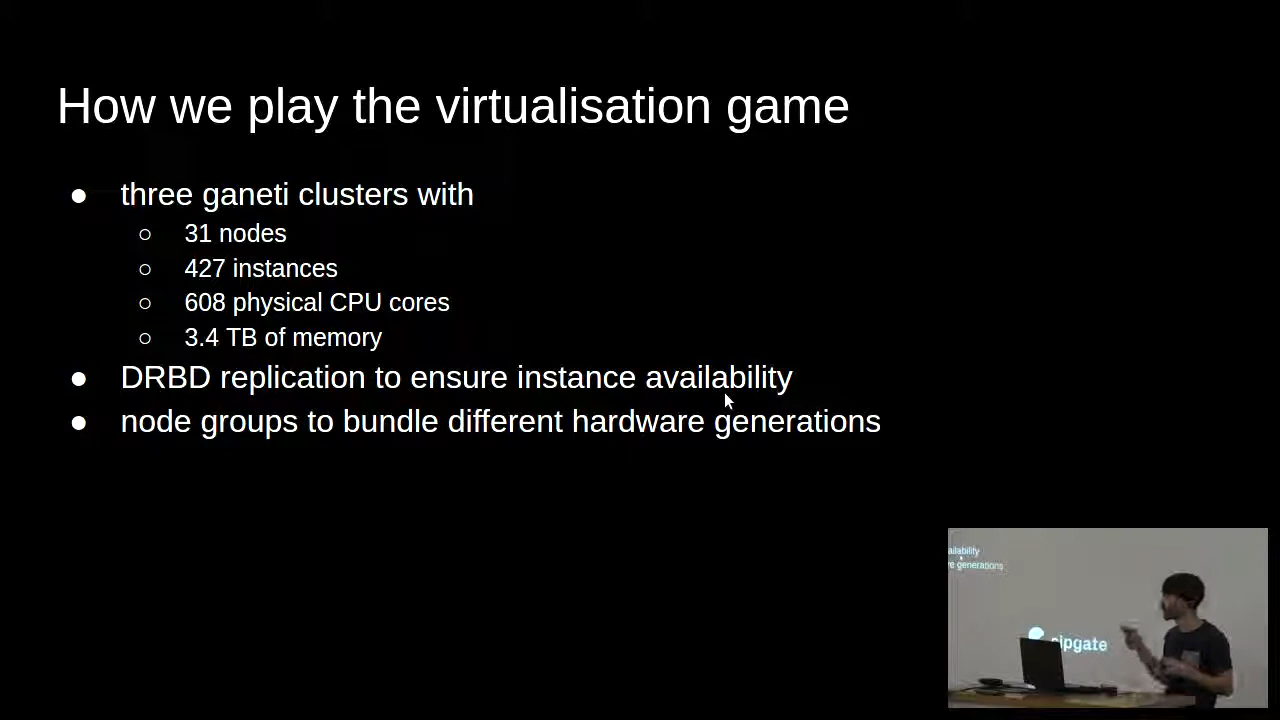 How we play the virtualisation game
● three ganeti clusters with
○ 31 nodes
○ 427 instances
○ 608 physical CPU cores
○ 3.4 TB of memory
● DRBD replication to ensure instance availability
● node groups to bundle different hardware generations
ailability
re generations
sipgate